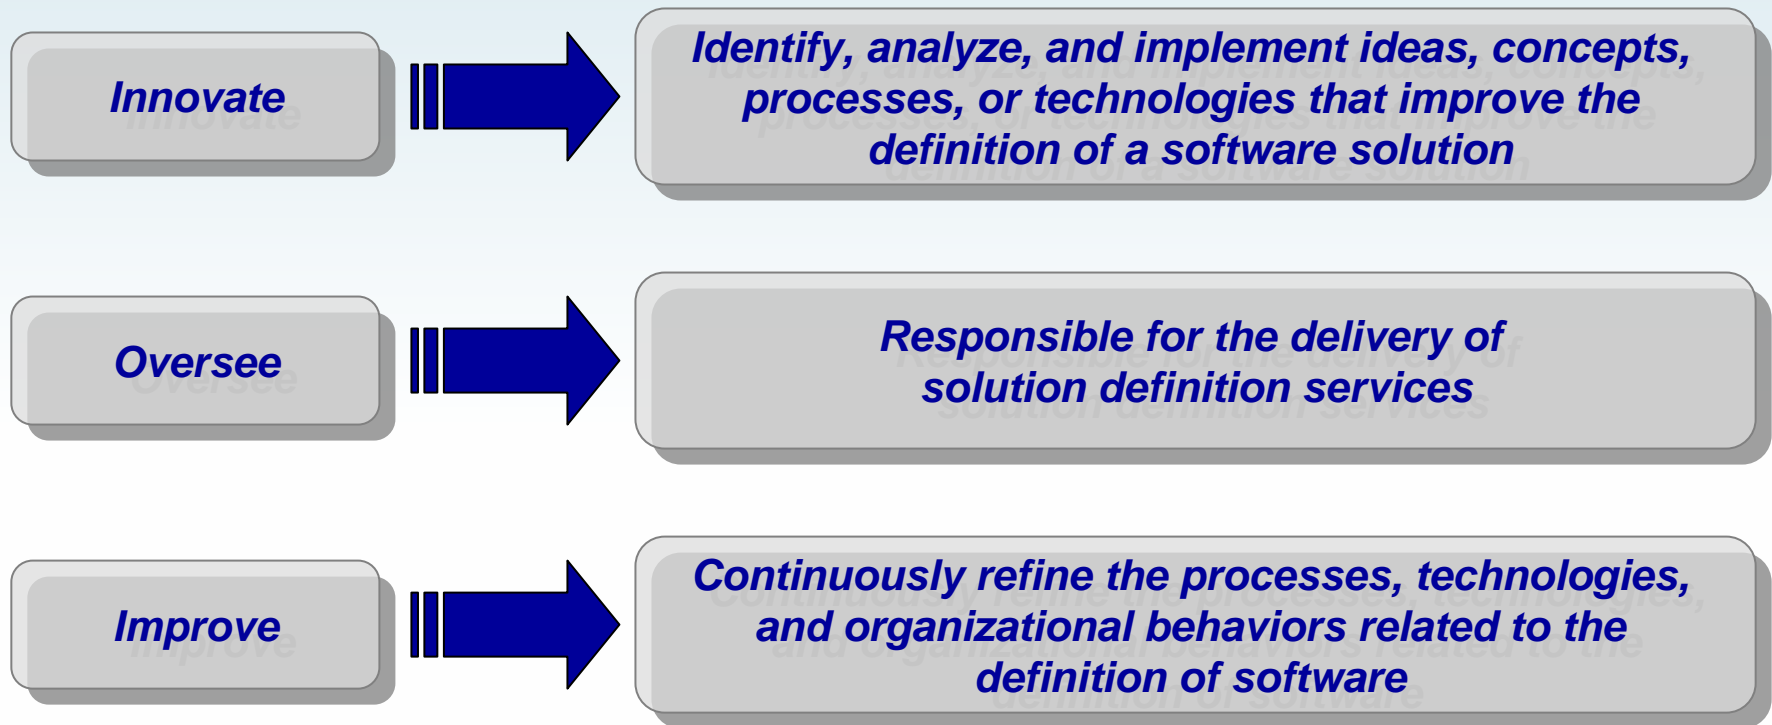 Innovate
Identify, analyze, and implement ideas, concepts,
processes, or technologies that improve the
definition of a software solution
Oversee
Responsible for the delivery of
solution definition services
Improve
Continuously refine the processes, technologies,
and organizational behaviors related to the
definition of software